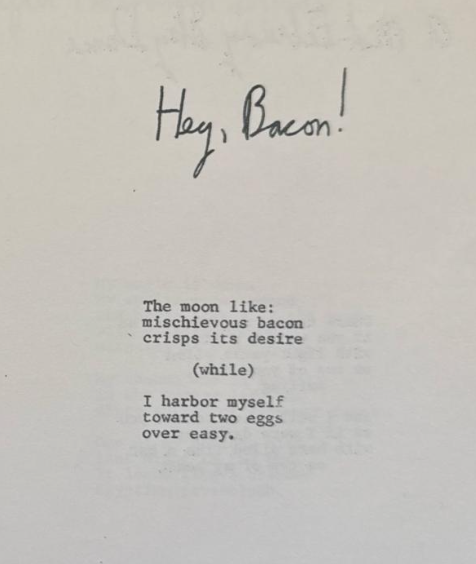 Hey, Bacon!
The moon like:
mischievous bacon
crisps its desire
(while)
I harbor myself
toward two eggs
over easy.